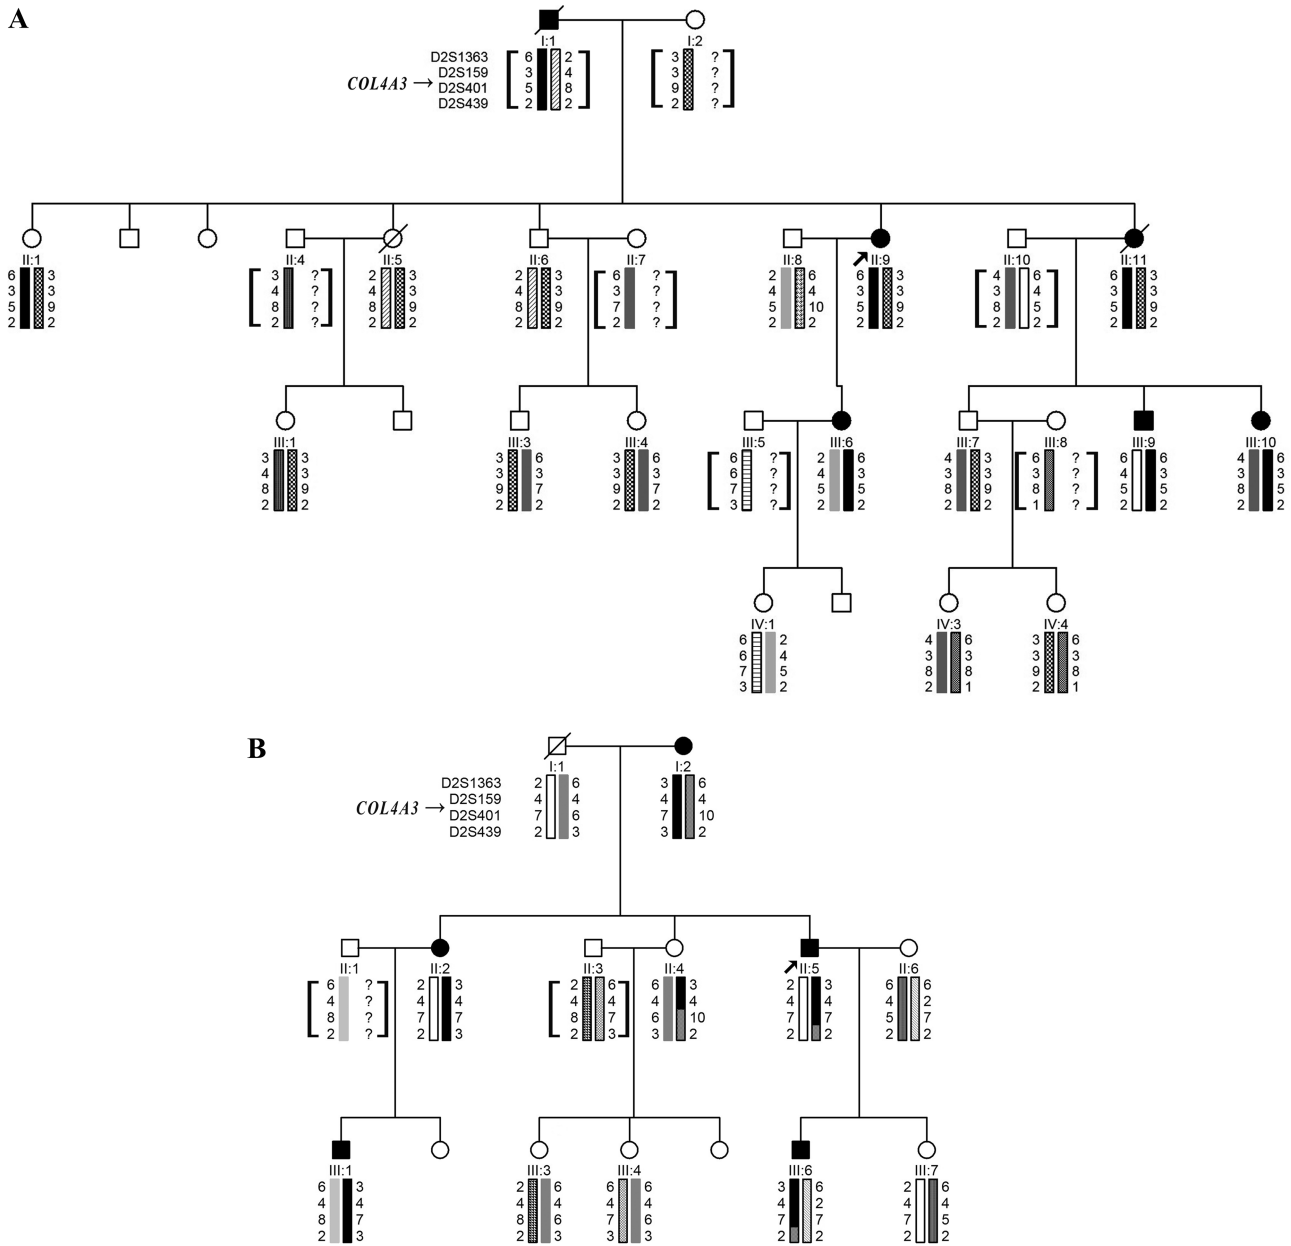 A
I:1 I:2
D2S1363 6 2 3 ?
D2S159 3 4 3 ?
COL4A3 →
D2S401 5 8 9 ?
D2S439 2 2 2 ?
II:1 II:4 II:5 II:6 II:7 II:8 II:9 II:10 II:11
6 3 3 ? 2 3 2 3 6 ? 2 6 6 3 4 6 6 3
3 3 4 ? 4 3 4 3 3 ? 4 4 3 3 3 4 3 3
5 9 8 ? 8 9 8 9 7 ? 5 10 5 9 8 5 5 9
2 2 2 ? 2 2 2 2 2 ? 2 2 2 2 2 2 2 2
III:1 III:3 III:4 III:5 III:6 III:7 III:8 III:9 III:10
3 3 3 6 3 6 6 ? 2 6 4 3 6 ? 6 6 4 6
4 3 3 3 3 3 6 ? 4 3 3 3 3 ? 4 3 3 3
8 9 9 7 9 7 7 ? 5 5 8 9 8 ? 5 5 8 5
2 2 2 2 2 2 3 ? 2 2 2 2 1 ? 2 2 2 2
IV:1 IV:3 IV:4
6 2 4 6 3 6
6 4 3 3 3 3
7 5 8 8 9 8
3 2 2 1 2 1
B
I:1 I:2
D2S1363 2 6 3 6
D2S159 4 4 4 4
COL4A3 →
D2S401 7 6 7 10
D2S439 2 3 3 2
II:1 II:2 II:3 II:4 II:5 II:6
6 ? 2 3 2 6 6 3 2 3 6 6
4 ? 4 4 4 4 4 4 4 4 4 2
8 ? 7 7 8 7 6 10 7 7 5 7
2 ? 2 3 2 3 3 2 2 2 2 2
III:1 III:3 III:4 III:6 III:7
6 3 2 6 6 6 3 6 2 6
4 4 4 4 4 4 4 2 4 4
8 7 8 6 7 6 7 7 7 5
2 3 2 3 3 3 2 2 2 2